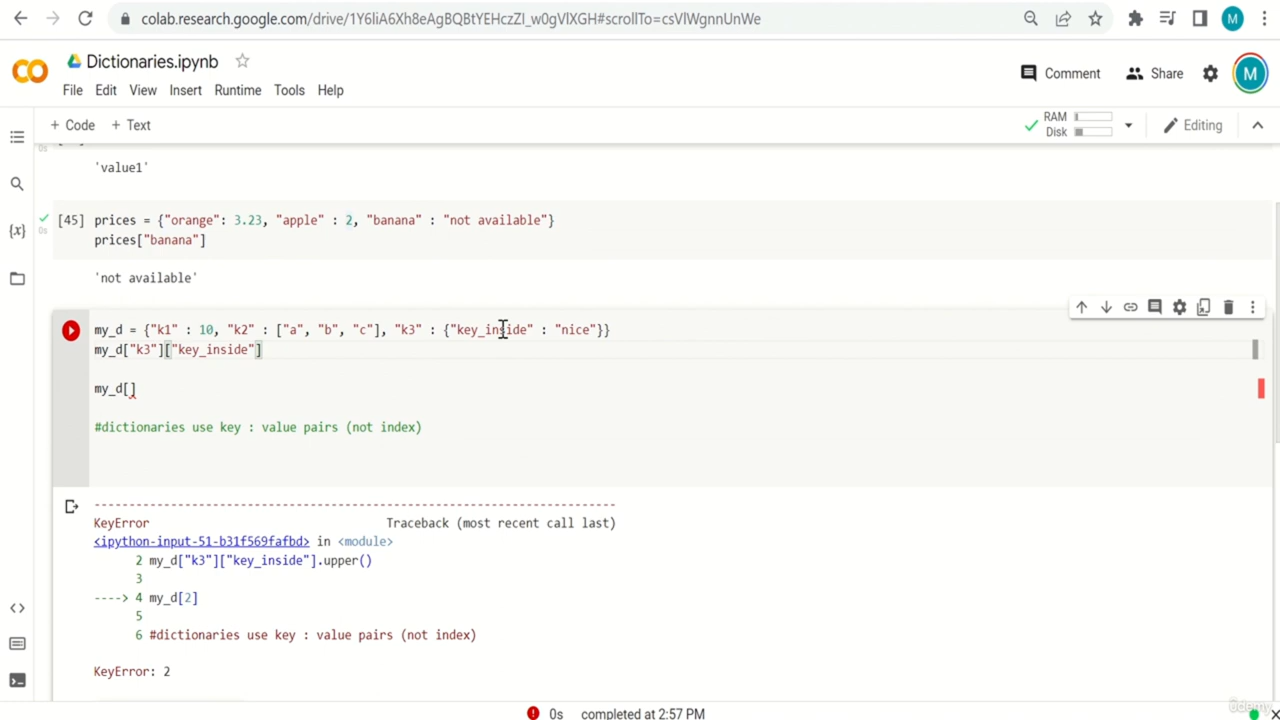 colab.research.google.com/drive/1Y6liA6Xh8eAgBQBtYEHczZI_w0gVlXGH#scrollTo=csVlWgnnUnWe
M
CO
Dictionaries.ipynb
File Edit View Insert Runtime Tools Help
Comment
Share
M
+ Code + Text
RAM
Disk
Editing
0s
'value1'
[45]
0s
prices = {"orange": 3.23, "apple" : 2, "banana" : "not available"}
prices["banana"]
'not available'
my_d = {"k1" : 10, "k2" : ["a", "b", "c"], "k3" : {"key_inside" : "nice"}}
my_d["k3"]["key_inside"]
my_d[]
#dictionaries use key : value pairs (not index)
{x}
---------------------------------------------------------------------------
KeyError Traceback (most recent call last)
<ipython-input-51-b31f569fafbd> in <module>
2 my_d["k3"]["key_inside"].upper()
3
----> 4 my_d[2]
5
6 #dictionaries use key : value pairs (not index)
KeyError: 2
0s completed at 2:57 PM
ûdemy